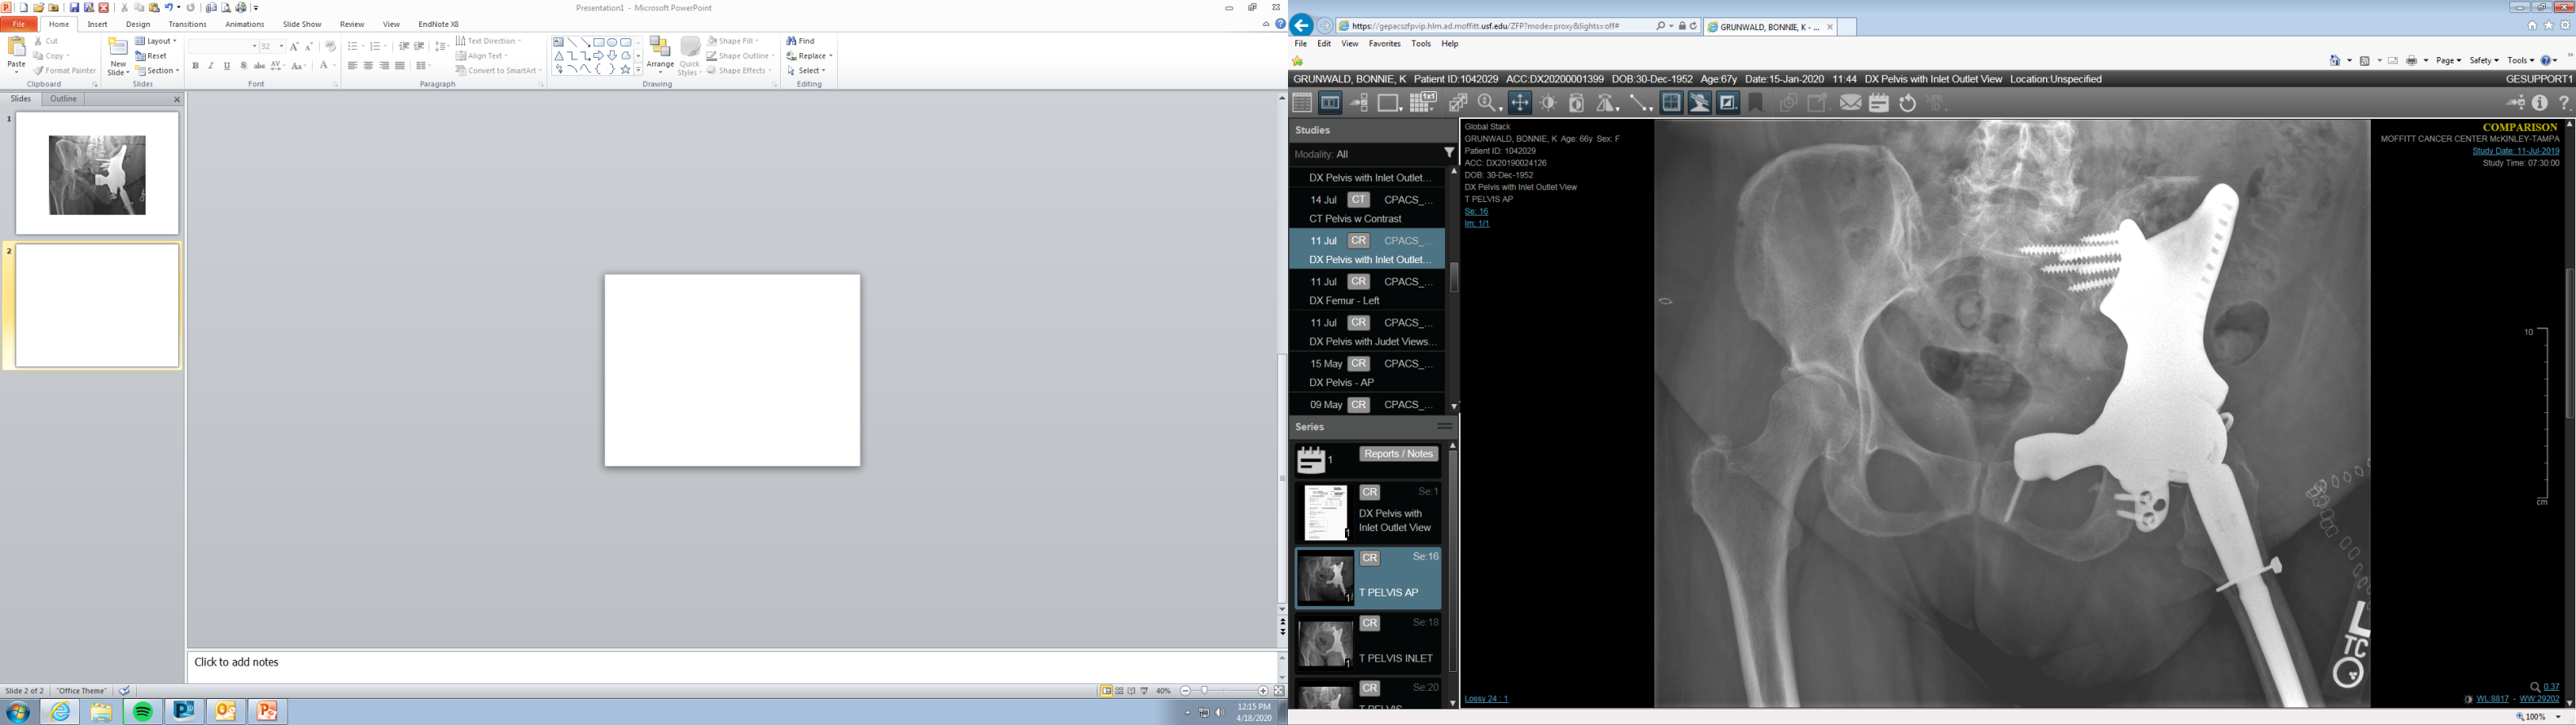 Presentation1 - Microsoft PowerPoint
File Home Insert Design Transitions Animations Slide Show Review View EndNote X8
Paste
Cut
Copy
Format Painter
Clipboard
New
Slide
Layout
Reset
Section
Slides
32
B I U S abc AV Aa A
Font
Text Direction
Align Text
Convert to SmartArt
Paragraph
Arrange
Quick
Styles
Shape Fill
Shape Outline
Shape Effects
Drawing
Find
Replace
Select
Editing
Slides Outline
1
2
Click to add notes
Slide 2 of 2 "Office Theme" 40%
12:15 PM
4/18/2020
https://gepacszfpvip.hlm.ad.moffitt.usf.edu/ZFP?mode=proxy&lights=off#
GRUNWALD, BONNIE, K - ...
File Edit View Favorites Tools Help
Page Safety Tools
GRUNWALD, BONNIE, K Patient ID:1042029 ACC:DX20200001399 DOB:30-Dec-1952 Age:67y Date:15-Jan-2020 11:44 DX Pelvis with Inlet Outlet View Location:Unspecified GESUPPORT1
1x1
Studies
Modality: All
DX Pelvis with Inlet Outlet...
14 Jul CT CPACS_...
CT Pelvis w Contrast
11 Jul CR CPACS_...
DX Pelvis with Inlet Outlet...
11 Jul CR CPACS_...
DX Femur - Left
11 Jul CR CPACS_...
DX Pelvis with Judet Views...
15 May CR CPACS_...
DX Pelvis - AP
09 May CR CPACS_...
Series
1 Reports / Notes
CR Se:1
DX Pelvis with
Inlet Outlet View
1
CR Se:16
T PELVIS AP
1
CR Se:18
T PELVIS INLET
1
CR Se:20
T PELVIS
Global Stack
GRUNWALD, BONNIE, K Age: 66y Sex: F
Patient ID: 1042029
ACC: DX20190024126
DOB: 30-Dec-1952
DX Pelvis with Inlet Outlet View
T PELVIS AP
Se: 16
Im: 1/1
COMPARISON
MOFFITT CANCER CENTER McKINLEY-TAMPA
Study Date: 11-Jul-2019
Study Time: 07:30:00
10
cm
L
TC
Lossy 24 : 1
0.37
WL:8817 - WW:29202
100%